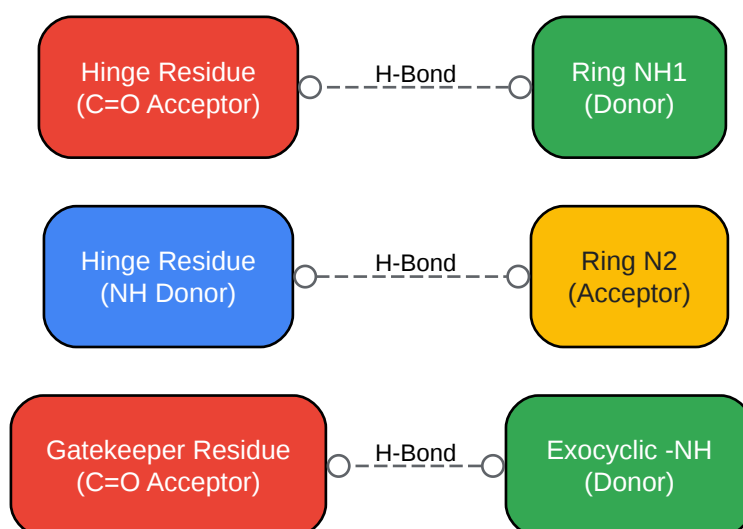 Hinge Residue
(C=O Acceptor)
H-Bond
Ring NH1
(Donor)
Hinge Residue
(NH Donor)
H-Bond
Ring N2
(Acceptor)
Gatekeeper Residue
(C=O Acceptor)
H-Bond
Exocyclic -NH
(Donor)